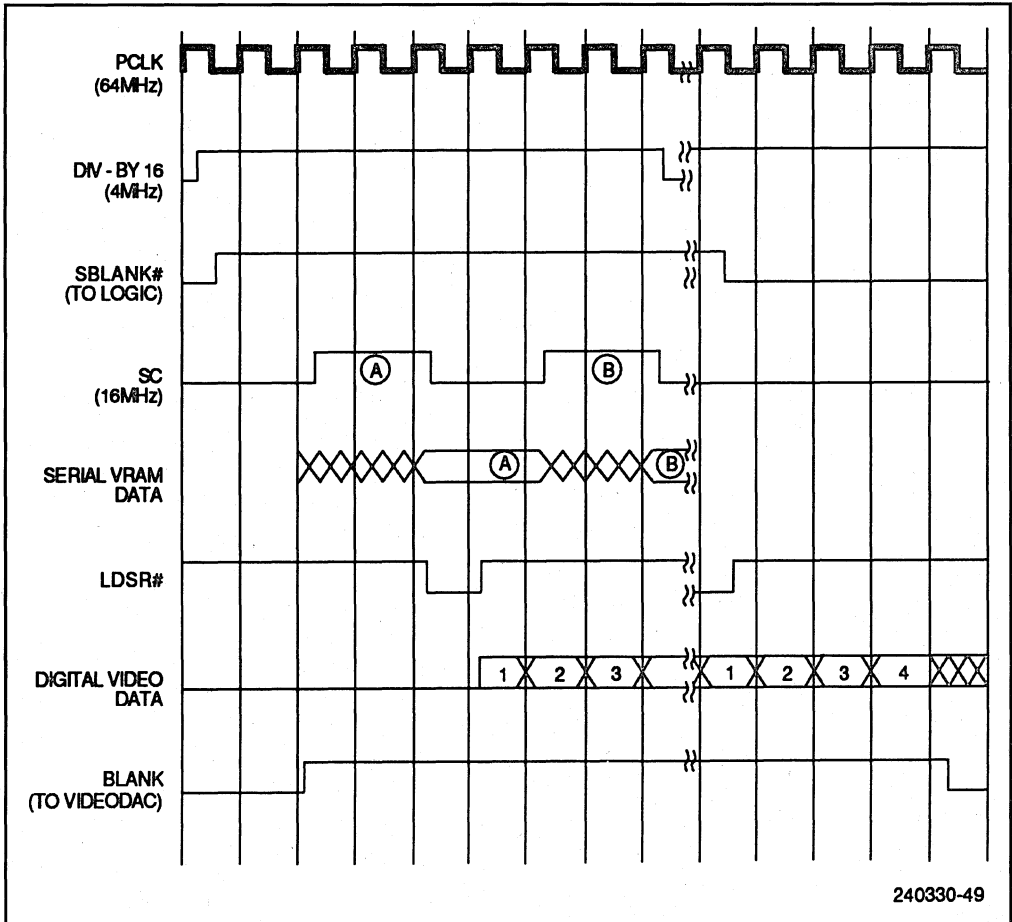 PCLK
(64MHz)
DIV - BY 16
(4MHz)
SBLANK#
(TO LOGIC)
SC
(16MHz)
A
B
SERIAL VRAM
DATA
A
B
LDSR#
DIGITAL VIDEO
DATA
1 2 3 1 2 3 4
BLANK
(TO VIDEODAC)
240330-49